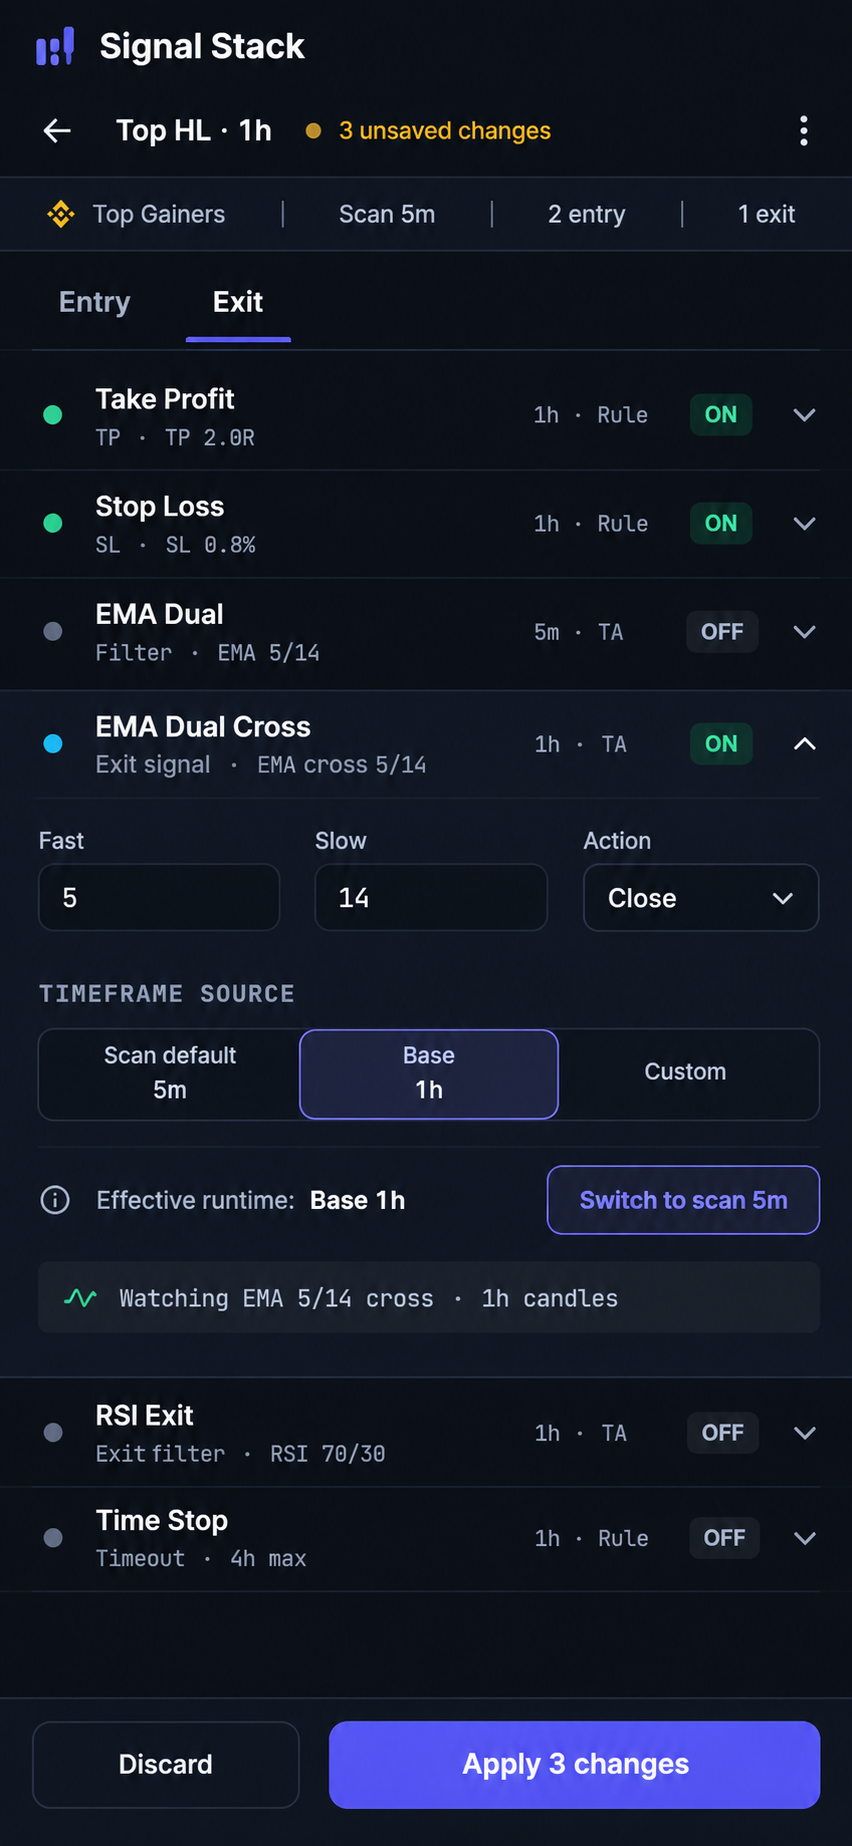 Signal Stack
Top HL · 1h
3 unsaved changes
Top Gainers | Scan 5m | 2 entry | 1 exit
Entry
Exit
Take Profit
TP · TP 2.0R
1h · Rule
ON
Stop Loss
SL · SL 0.8%
1h · Rule
ON
EMA Dual
Filter · EMA 5/14
5m · TA
OFF
EMA Dual Cross
Exit signal · EMA cross 5/14
1h · TA
ON
Fast
Slow
Action
5
14
Close
TIMEFRAME SOURCE
Scan default
5m
Base
1h
Custom
Effective runtime: Base 1h
Switch to scan 5m
Watching EMA 5/14 cross · 1h candles
RSI Exit
Exit filter · RSI 70/30
1h · TA
OFF
Time Stop
Timeout · 4h max
1h · Rule
OFF
Discard
Apply 3 changes